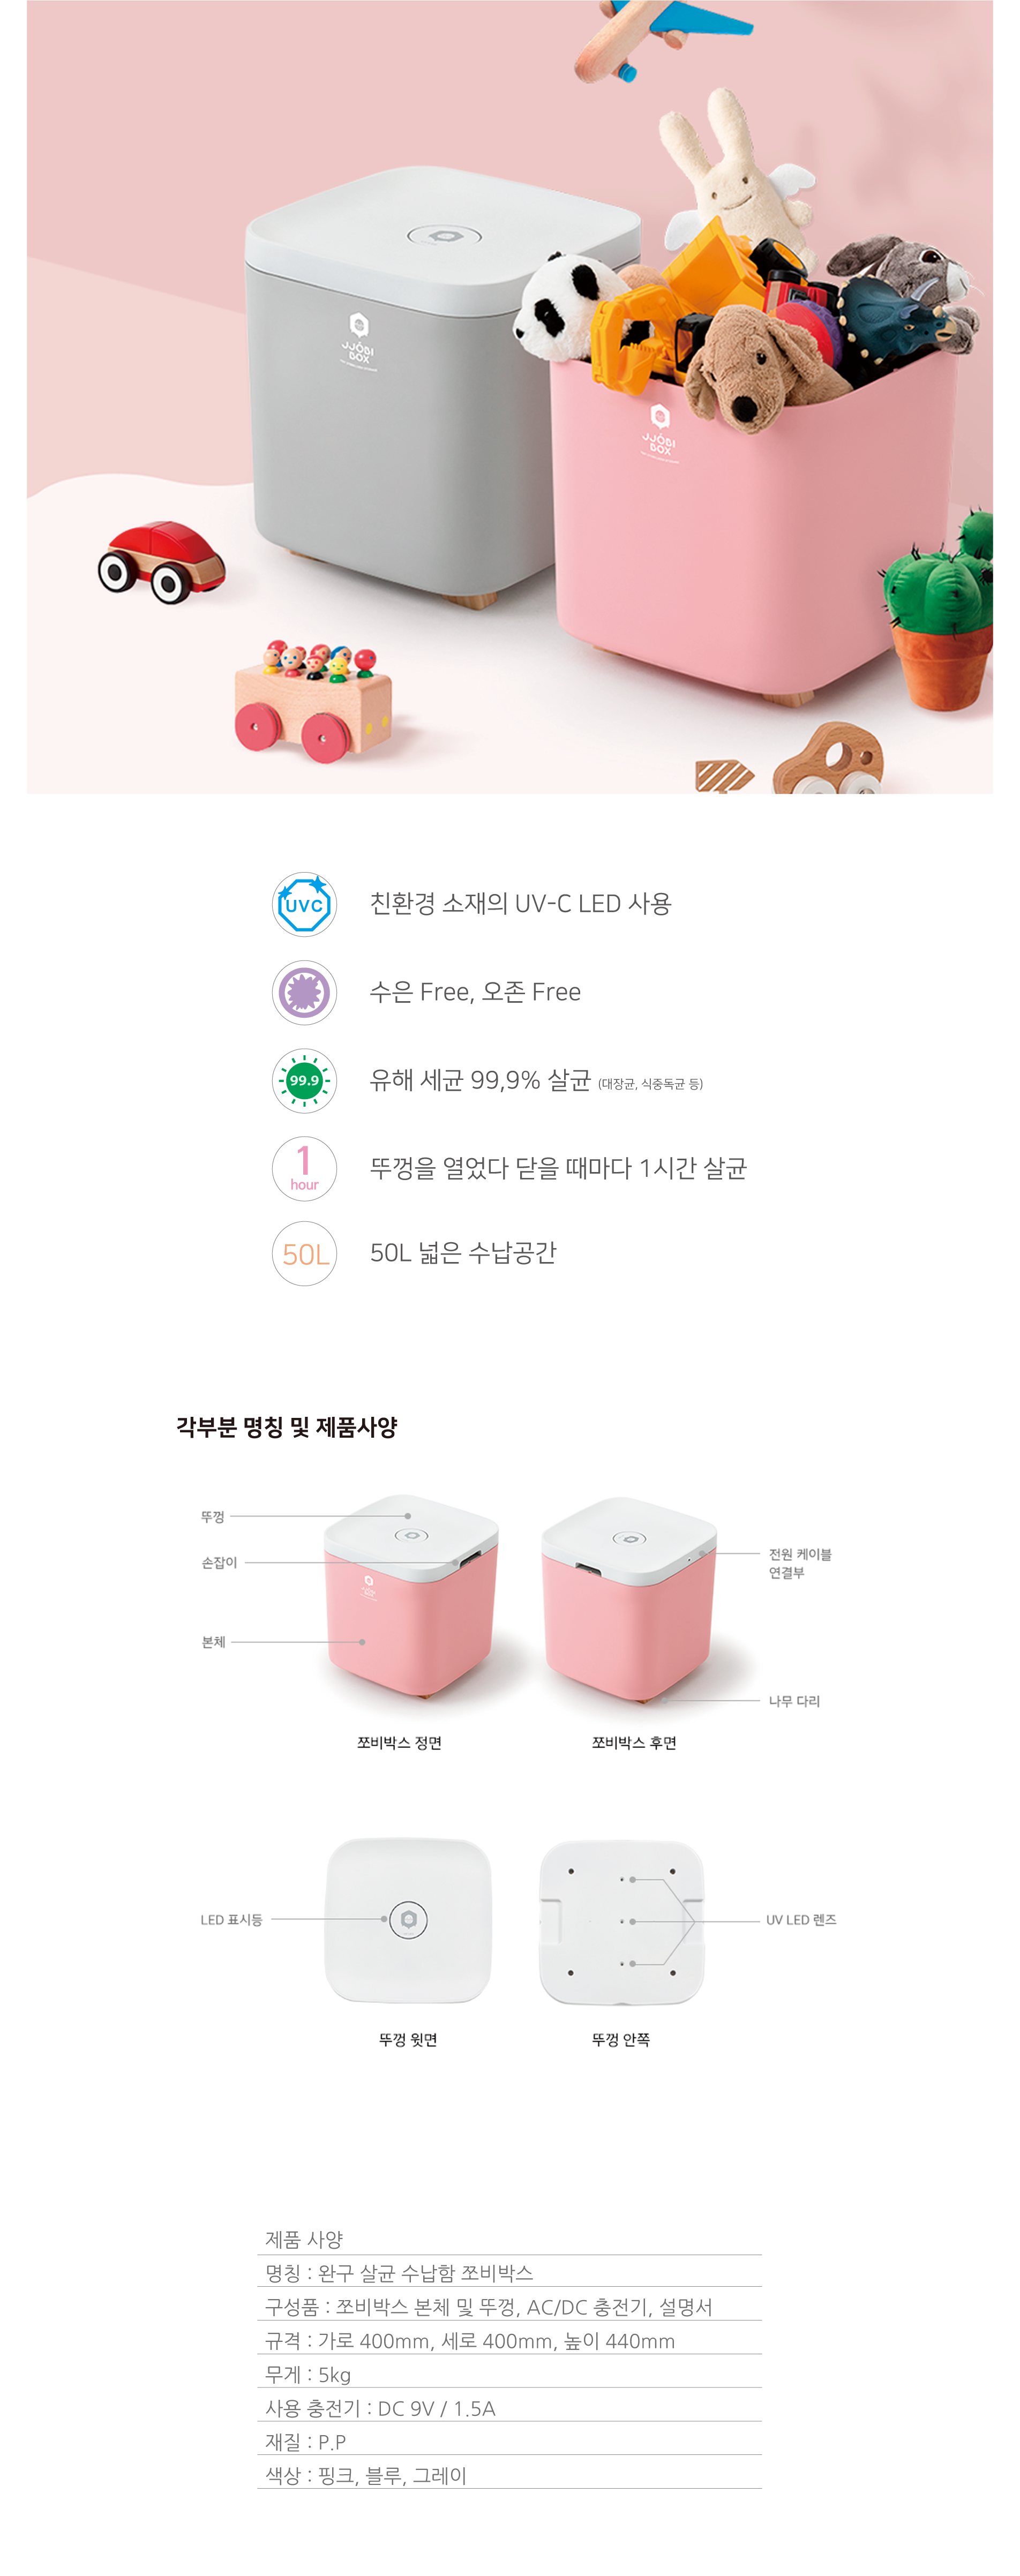 JJÓBI
BOX
JJÓBI
BOX
UVC
친환경 소재의 UV-C LED 사용
수은 Free, 오존 Free
99.9
유해 세균 99,9% 살균 (대장균, 식중독균 등)
1
hour
뚜껑을 열었다 닫을 때마다 1시간 살균
50L
50L 넓은 수납공간
각부분 명칭 및 제품사양
뚜껑
손잡이
본체
전원 케이블
연결부
나무 다리
쪼비박스 정면
쪼비박스 후면
LED 표시등
UV LED 렌즈
뚜껑 윗면
뚜껑 안쪽
제품 사양
명칭 : 완구 살균 수납함 쪼비박스
구성품 : 쪼비박스 본체 및 뚜껑, AC/DC 충전기, 설명서
규격 : 가로 400mm, 세로 400mm, 높이 440mm
무게 : 5kg
사용 충전기 : DC 9V / 1.5A
재질 : P.P
색상 : 핑크, 블루, 그레이